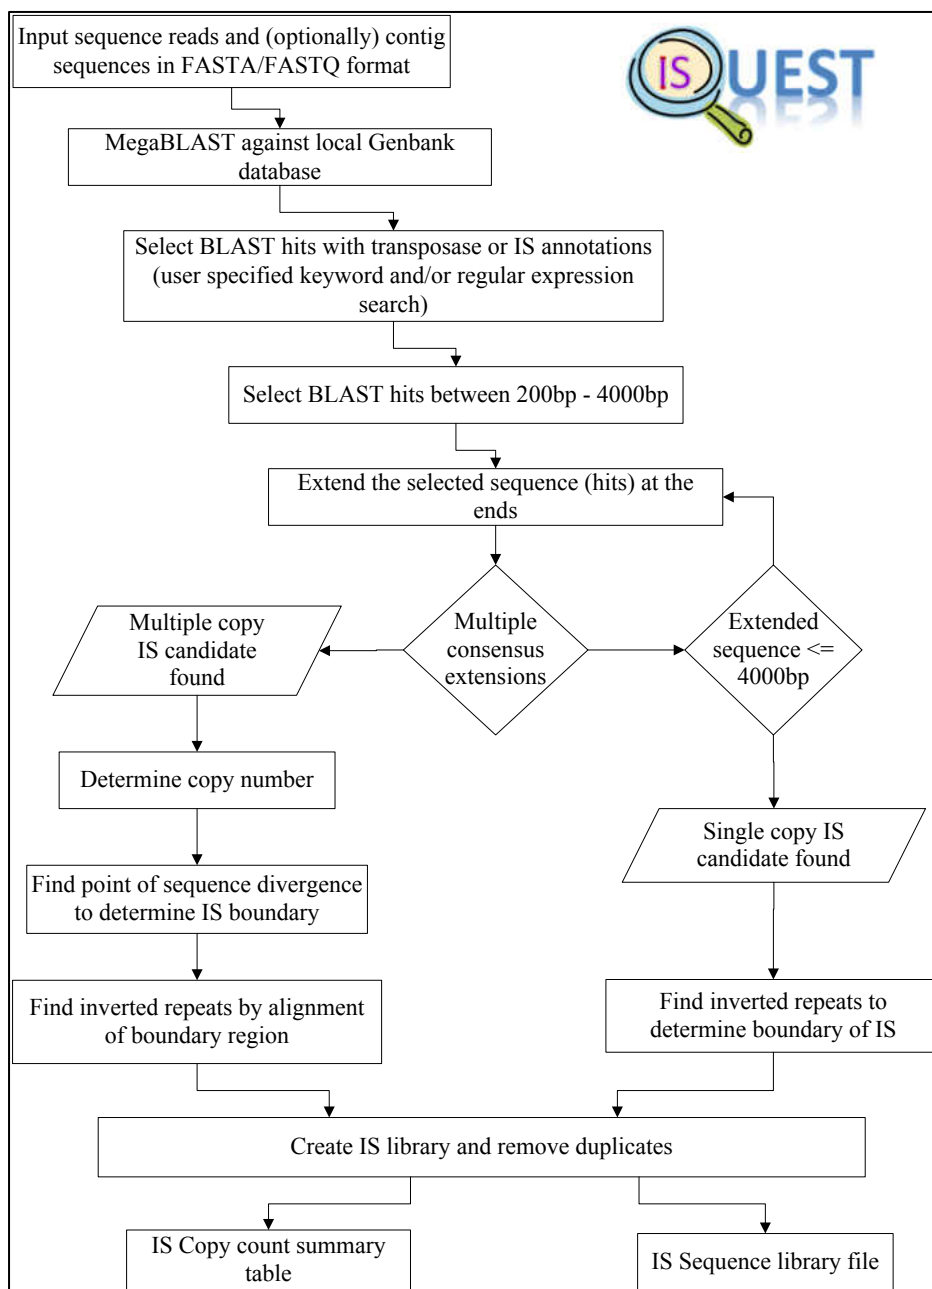 Input sequence reads and (optionally) contig
sequences in FASTA/FASTQ format
IS QUEST
MegaBLAST against local Genbank
database
Select BLAST hits with transposase or IS annotations
(user specified keyword and/or regular expression
search)
Select BLAST hits between 200bp - 4000bp
Extend the selected sequence (hits) at the
ends
Multiple copy
IS candidate
found
Multiple
consensus
extensions
Extended
sequence <=
4000bp
Determine copy number
Single copy IS
candidate found
Find point of sequence divergence
to determine IS boundary
Find inverted repeats by alignment
of boundary region
Find inverted repeats to
determine boundary of IS
Create IS library and remove duplicates
IS Copy count summary
table
IS Sequence library file